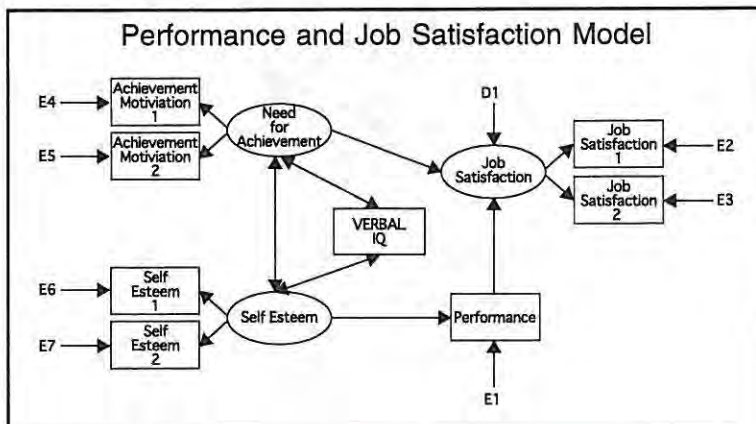 Performance and Job Satisfaction Model
E4
Achievement
Motiviation
1
E5
Achievement
Motiviation
2
Need
for
Achievement
D1
Job
Satisfaction
Job
Satisfaction
1
E2
Job
Satisfaction
2
E3
VERBAL
IQ
E6
Self
Esteem
1
E7
Self
Esteem
2
Self Esteem
Performance
E1